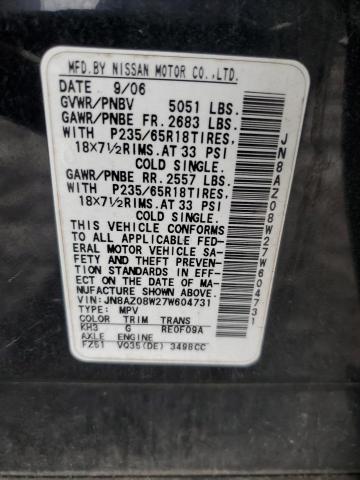 MFD.BY NISSAN MOTOR CO.,LTD.
DATE 9/06
GVWR/PNBV 5051 LBS.
GAWR/PNBE FR. 2683 LBS.
WITH P235/65R18TIRES,
18X7½RIMS.AT 33 PSI
COLD SINGLE.
GAWR/PNBE RR. 2557 LBS.
WITH P235/65R18TIRES,
18X7½RIMS.AT 33 PSI
COLD SINGLE.
THIS VEHICLE CONFORMS
TO ALL APPLICABLE FED-
ERAL MOTOR VEHICLE SA-
FETY AND THEFT PREVEN-
TION STANDARDS IN EFF-
ECT ON THE DATE OF MA-
NUFACTURE SHOWN ABOVE.
VIN:JN8AZ08W27W604731
TYPE: MPV
COLOR TRIM TRANS
KH3 G RE0F09A
AXLE ENGINE
FZ51 VQ35(DE) 3498CC
JN8AZ08W27W604731